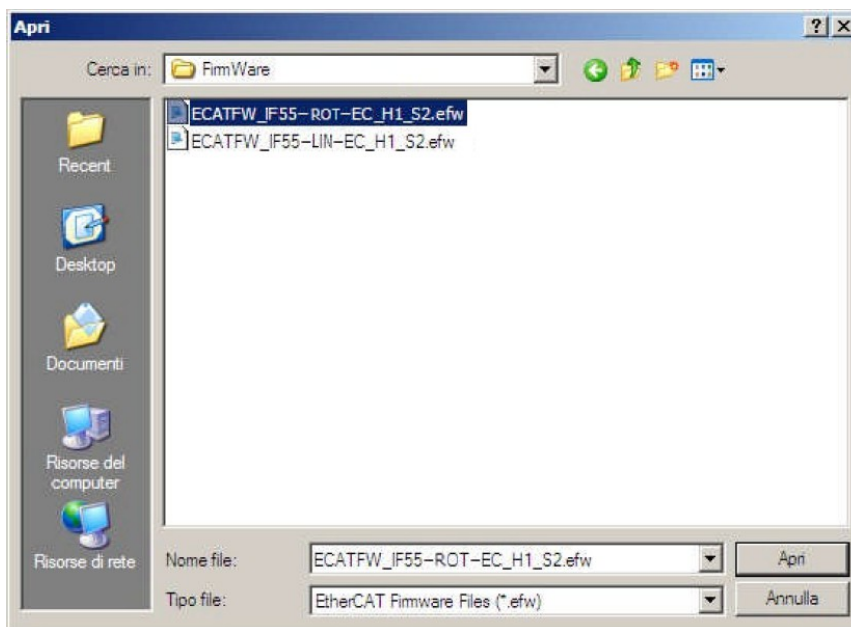 Apri
Cerca in: FirmWare
ECATFW_IF55-ROT-EC_H1_S2.efw
ECATFW_IF55-LIN-EC_H1_S2.efw
Recent
Desktop
Documenti
Risorse del
computer
Risorse di rete
Nome file: ECATFW_IF55-ROT-EC_H1_S2.efw Apri
Tipo file: EtherCAT Firmware Files (*.efw) Annulla